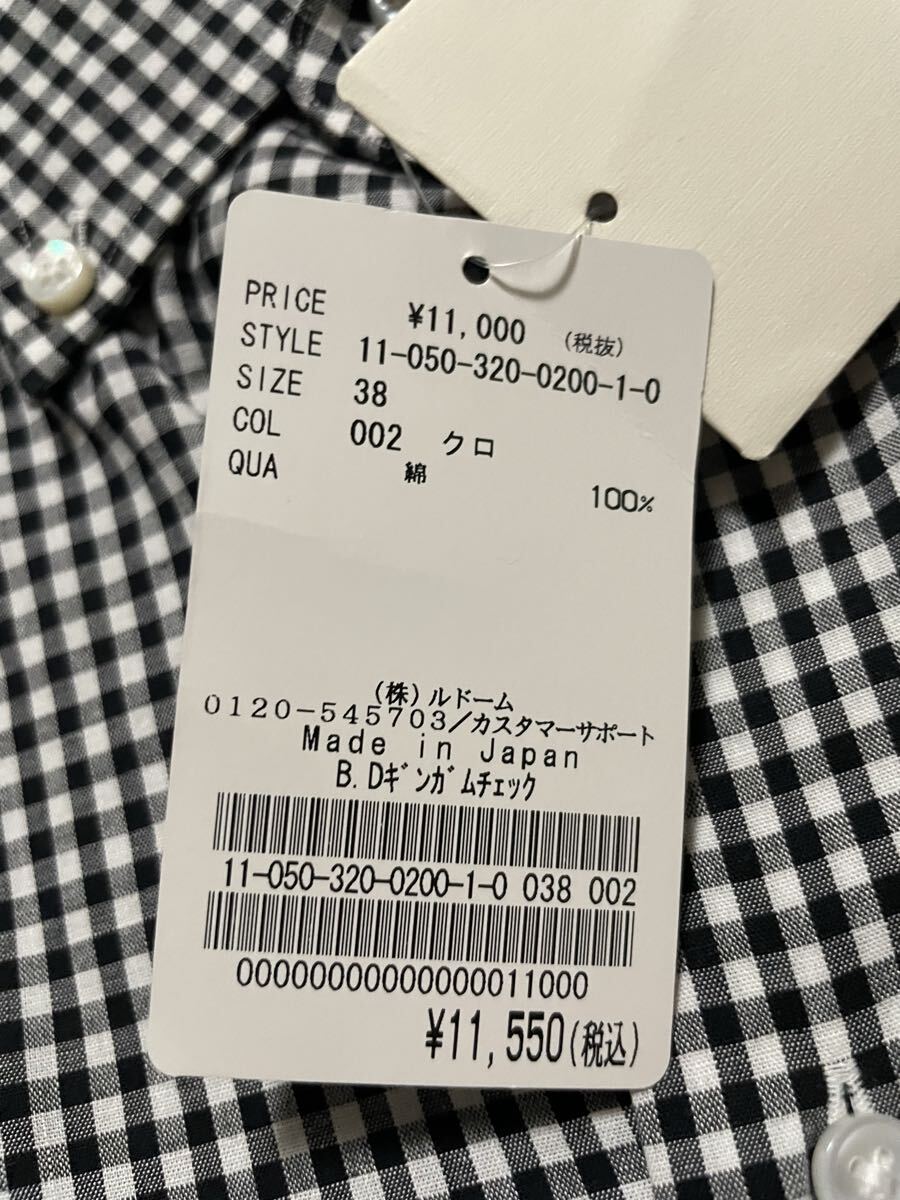 PRICE ¥11,000 (税抜)
STYLE 11-050-320-0200-1-0
SIZE 38
COL 002 クロ
QUA 綿 100%
(株)ルドーム
0120-545703/カスタマーサポート
Made in Japan
B.Dギンガムチェック
11-050-320-0200-1-0 038 002
00000000000000011000
¥11,550(税込)